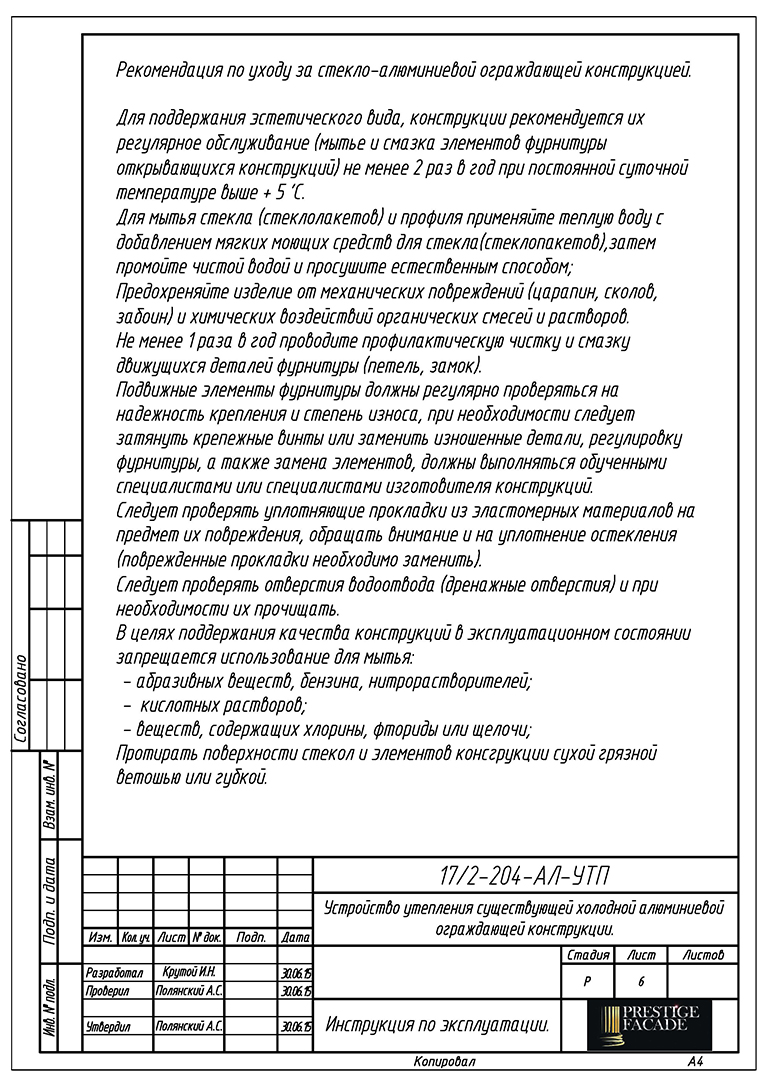 Рекомендация по уходу за стекло-алюминиевой ограждающей конструкцией.
Для поддержания эстетического вида, конструкции рекомендуется их
регулярное обслуживание (мытье и смазка элементов фурнитуры
открывающихся конструкций) не менее 2 раз в год при постоянной суточной
температуре выше + 5 °С.
Для мытья стекла (стеклолакетов) и профиля применяйте теплую воду с
добавлением мягких моющих средств для стекла(стеклопакетов),затем
промойте чистой водой и просушите естественным способом;
Предохреняйте изделие от механических повреждений (царапин, сколов,
забоин) и химических воздействий органических смесей и растворов.
Не менее 1 раза в год проводите профилактическую чистку и смазку
движущихся деталей фурнитуры (петель, замок).
Подвижные элементы фурнитуры должны регулярно проверяться на
надежность крепления и степень износа, при необходимости следует
затянуть крепежные винты или заменить изношенные детали, регулировку
фурнитуры, а также замена элементов, должны выполняться обученными
специалистами или специалистами изготовителя конструкций.
Следует проверять уплотняющие прокладки из эластомерных материалов на
предмет их повреждения, обращать внимание и на уплотнение остекления
(поврежденные прокладки необходимо заменить).
Следует проверять отверстия водоотвода (дренажные отверстия) и при
необходимости их прочищать.
В целях поддержания качества конструкций в эксплуатационном состоянии
запрещается использование для мытья:
- абразивных веществ, бензина, нитрорастворителей;
- кислотных растворов;
- веществ, содержащих хлорины, фториды или щелочи;
Протирать поверхности стекол и элементов консгрукции сухой грязной
ветошью или губкой.
Согласовано
Взам. инв. №
Подп. и дата
Инв. № подл.
17/2-204-АЛ-УТП
Устройство утепления существующей холодной алюминиевой
ограждающей конструкции.
Изм. Кол.уч. Лист № док. Подп. Дата
Стадия Лист Листов
Р 6
Разработал Крутой И.Н. 30.06.15
Проверил Полянский А.С. 30.06.15
Утвердил Полянский А.С. 30.06.15
Инструкция по эксплуатации.
PRESTIGE
FACADE
Копировал А4